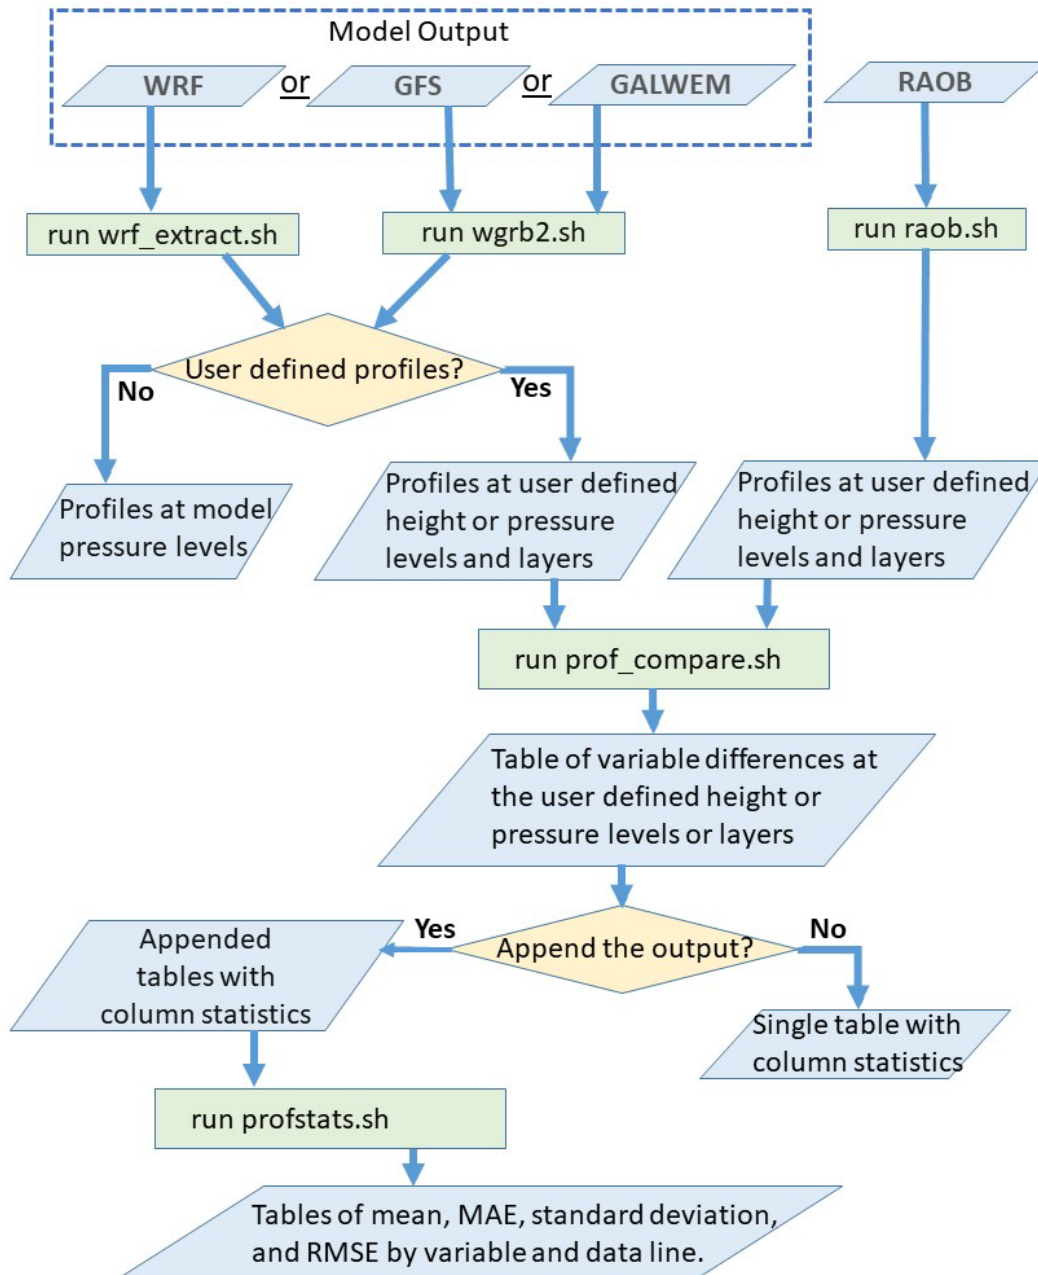 Model Output
WRF
or
GFS
or
GALWEM
RAOB
run wrf_extract.sh
run wgrb2.sh
run raob.sh
User defined profiles?
No
Yes
Profiles at model
pressure levels
Profiles at user defined
height or pressure
levels and layers
Profiles at user defined
height or pressure
levels and layers
run prof_compare.sh
Table of variable differences at
the user defined height or
pressure levels or layers
Append the output?
Yes
No
Appended
tables with
column statistics
Single table with
column statistics
run profstats.sh
Tables of mean, MAE, standard deviation,
and RMSE by variable and data line.